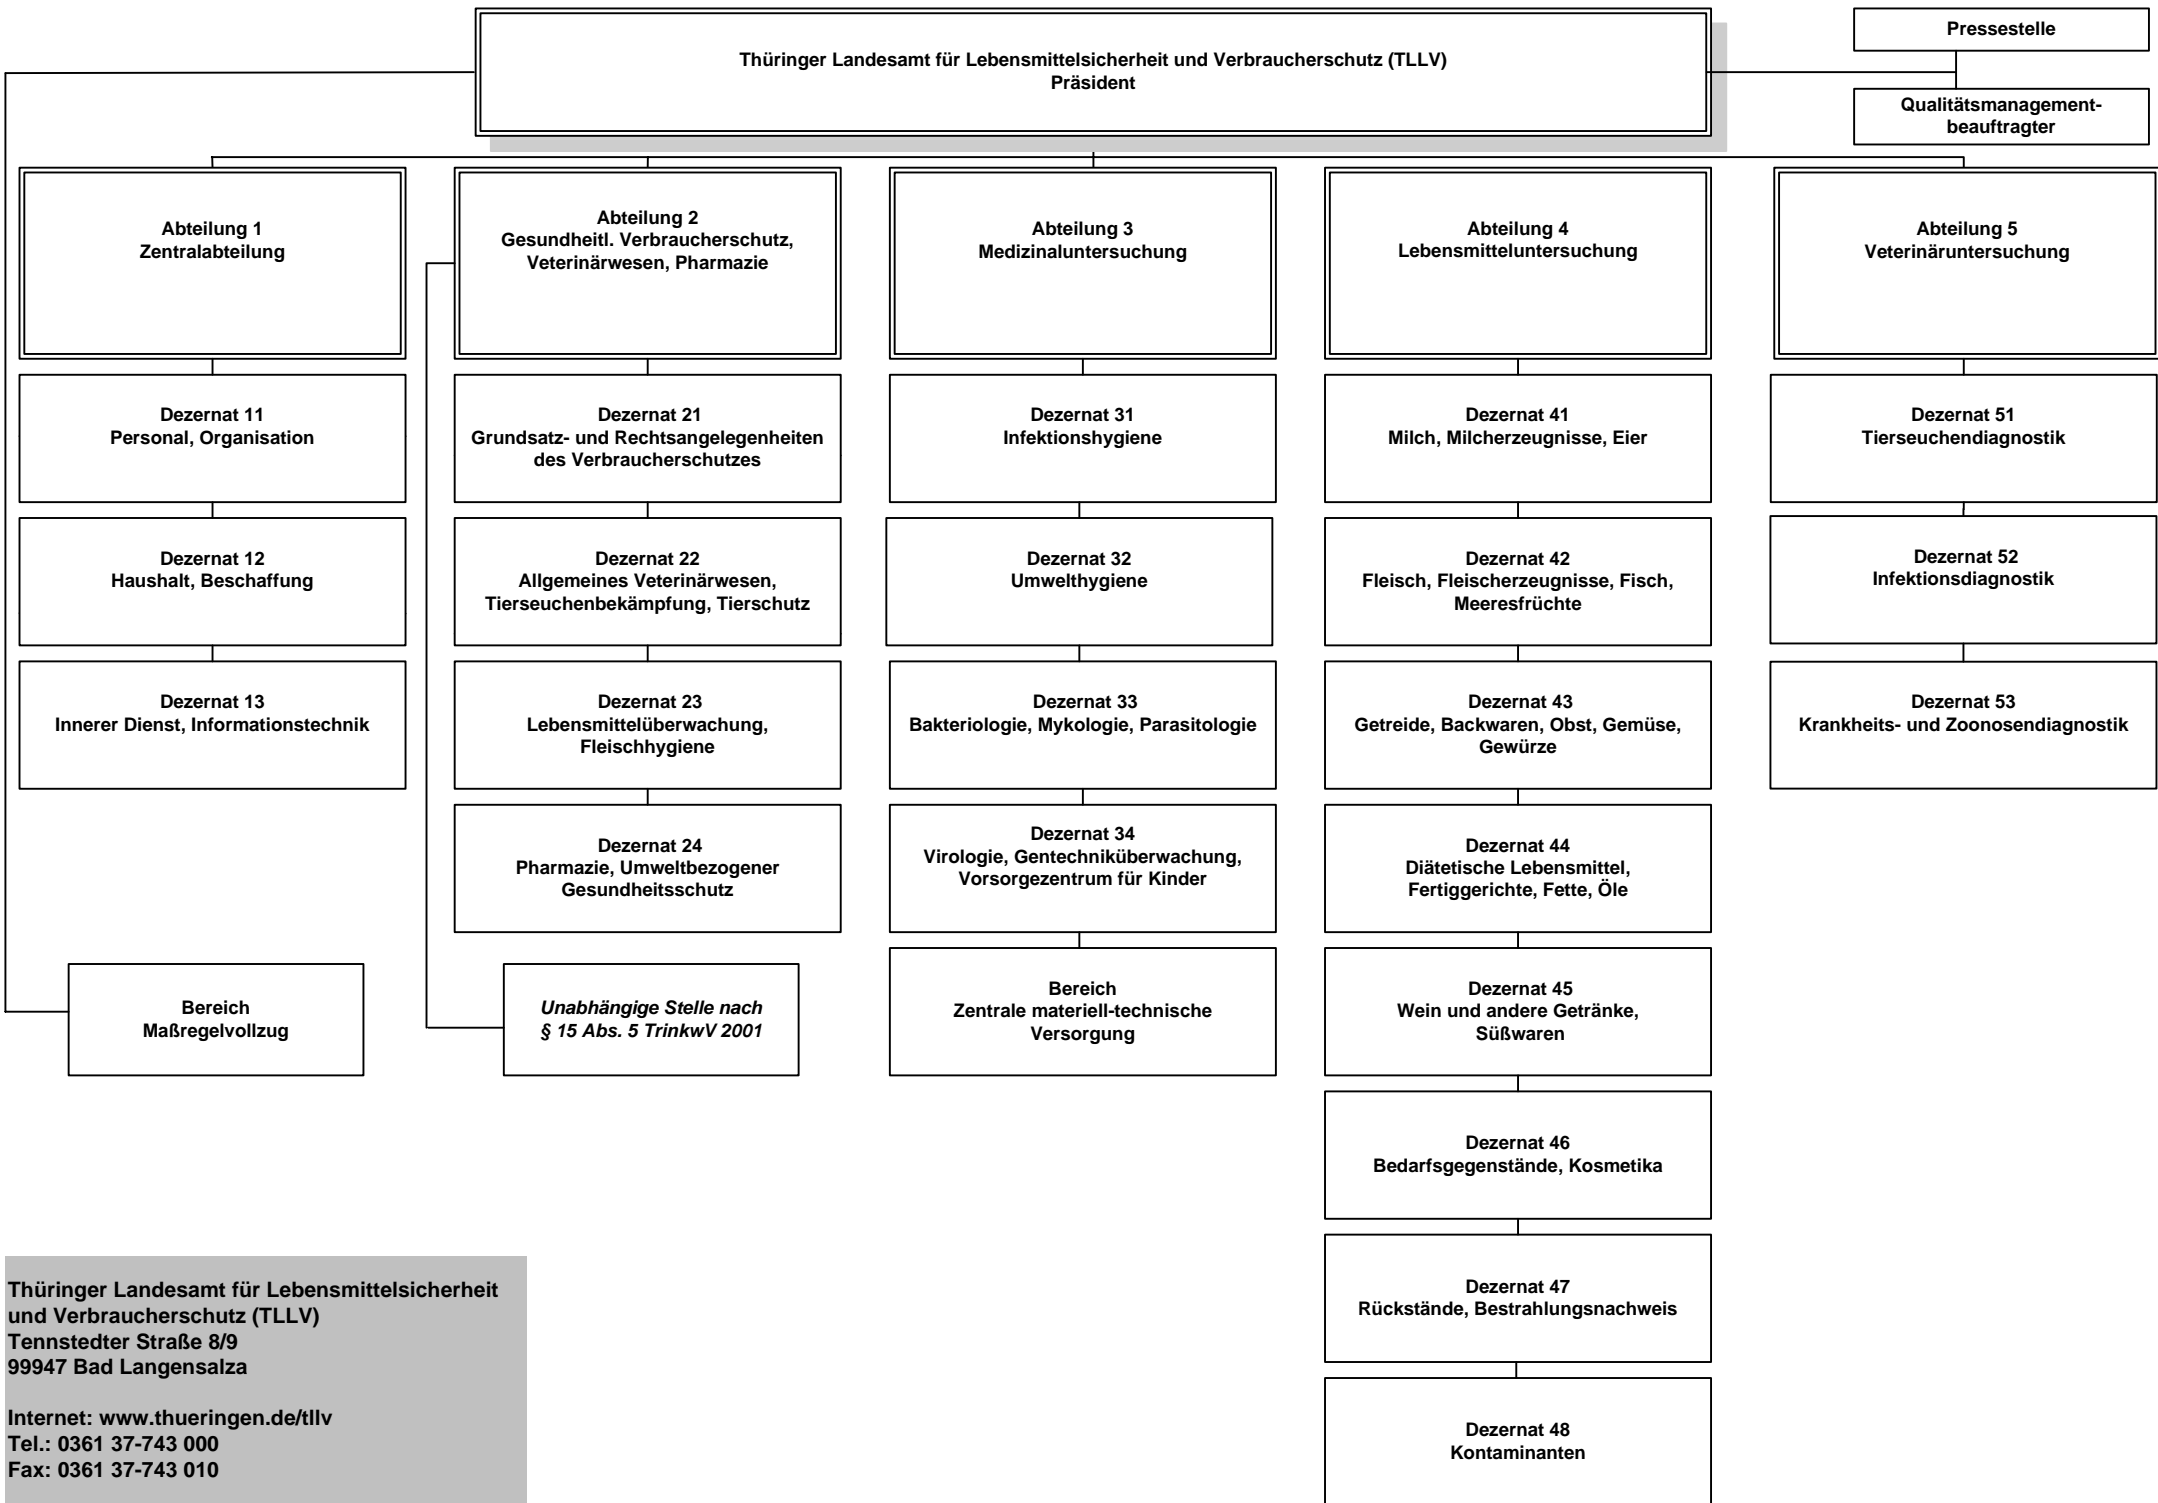 Thüringer Landesamt für Lebensmittelsicherheit und Verbraucherschutz (TLLV)
Präsident
Pressestelle
Qualitätsmanagement-
beauftragter
Abteilung 1
Zentralabteilung
Dezernat 11
Personal, Organisation
Dezernat 12
Haushalt, Beschaffung
Dezernat 13
Innerer Dienst, Informationstechnik
Bereich
Maßregelvollzug
Abteilung 2
Gesundheitl. Verbraucherschutz,
Veterinärwesen, Pharmazie
Dezernat 21
Grundsatz- und Rechtsangelegenheiten
des Verbraucherschutzes
Dezernat 22
Allgemeines Veterinärwesen,
Tierseuchenbekämpfung, Tierschutz
Dezernat 23
Lebensmittelüberwachung,
Fleischhygiene
Dezernat 24
Pharmazie, Umweltbezogener
Gesundheitsschutz
Unabhängige Stelle nach
§ 15 Abs. 5 TrinkwV 2001
Abteilung 3
Medizinaluntersuchung
Dezernat 31
Infektionshygiene
Dezernat 32
Umwelthygiene
Dezernat 33
Bakteriologie, Mykologie, Parasitologie
Dezernat 34
Virologie, Gentechniküberwachung,
Vorsorgezentrum für Kinder
Bereich
Zentrale materiell-technische
Versorgung
Abteilung 4
Lebensmitteluntersuchung
Dezernat 41
Milch, Milcherzeugnisse, Eier
Dezernat 42
Fleisch, Fleischerzeugnisse, Fisch,
Meeresfrüchte
Dezernat 43
Getreide, Backwaren, Obst, Gemüse,
Gewürze
Dezernat 44
Diätetische Lebensmittel,
Fertiggerichte, Fette, Öle
Dezernat 45
Wein und andere Getränke,
Süßwaren
Dezernat 46
Bedarfsgegenstände, Kosmetika
Dezernat 47
Rückstände, Bestrahlungsnachweis
Dezernat 48
Kontaminanten
Abteilung 5
Veterinäruntersuchung
Dezernat 51
Tierseuchendiagnostik
Dezernat 52
Infektionsdiagnostik
Dezernat 53
Krankheits- und Zoonosendiagnostik
Thüringer Landesamt für Lebensmittelsicherheit
und Verbraucherschutz (TLLV)
Tennstedter Straße 8/9
99947 Bad Langensalza
Internet: www.thueringen.de/tllv
Tel.: 0361 37-743 000
Fax: 0361 37-743 010